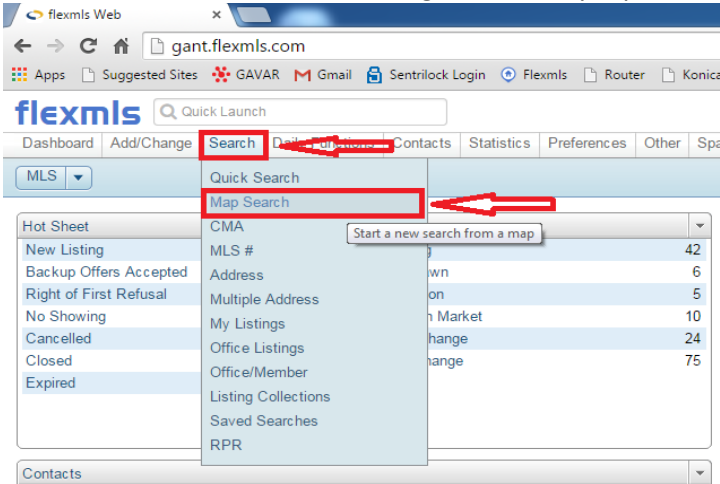 flexmls Web
gant.flexmls.com
Apps Suggested Sites GAVAR Gmail Sentrilock Login Flexmls Router Konica
flexmls Quick Launch
Dashboard Add/Change Search Contacts Statistics Preferences Other Spa
MLS
Quick Search
Map Search
Start a new search from a map
CMA
MLS #
Address
Multiple Address
My Listings
Office Listings
Office/Member
Listing Collections
Saved Searches
RPR
Hot Sheet
New Listing g 42
Backup Offers Accepted wn 6
Right of First Refusal on 5
No Showing n Market 10
Cancelled hange 24
Closed hange 75
Expired
Contacts